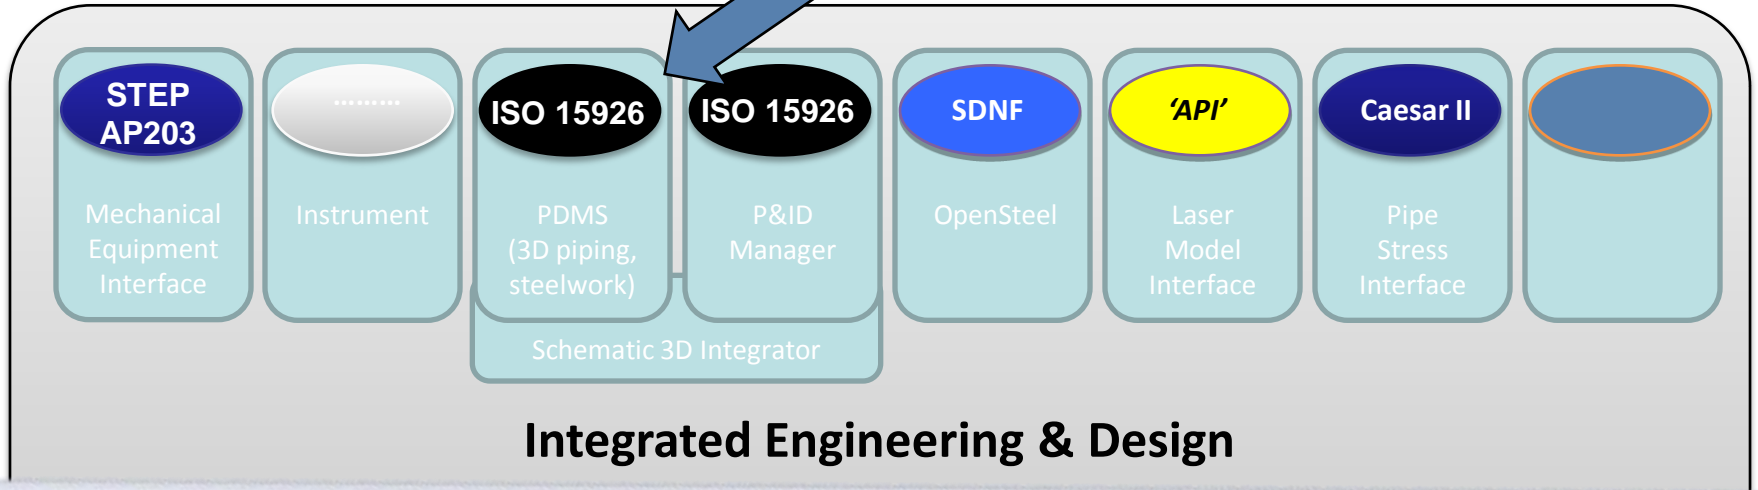 STEP
AP203
.........
ISO 15926
ISO 15926
SDNF
‘API’
Caesar II
Mechanical
Equipment
Interface
Instrument
PDMS
(3D piping,
steelwork)
P&ID
Manager
OpenSteel
Laser
Model
Interface
Pipe
Stress
Interface
Schematic 3D Integrator
Integrated Engineering & Design